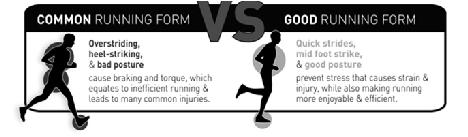 COMMON RUNNING FORM
VS
GOOD RUNNING FORM
Overstriding,
heel-striking,
& bad posture
cause braking and torque, which
equates to inefficient running &
leads to many common injuries.
Quick strides,
mid foot strike,
& good posture
prevent stress that causes strain &
injury, while also making running
more enjoyable & efficient.